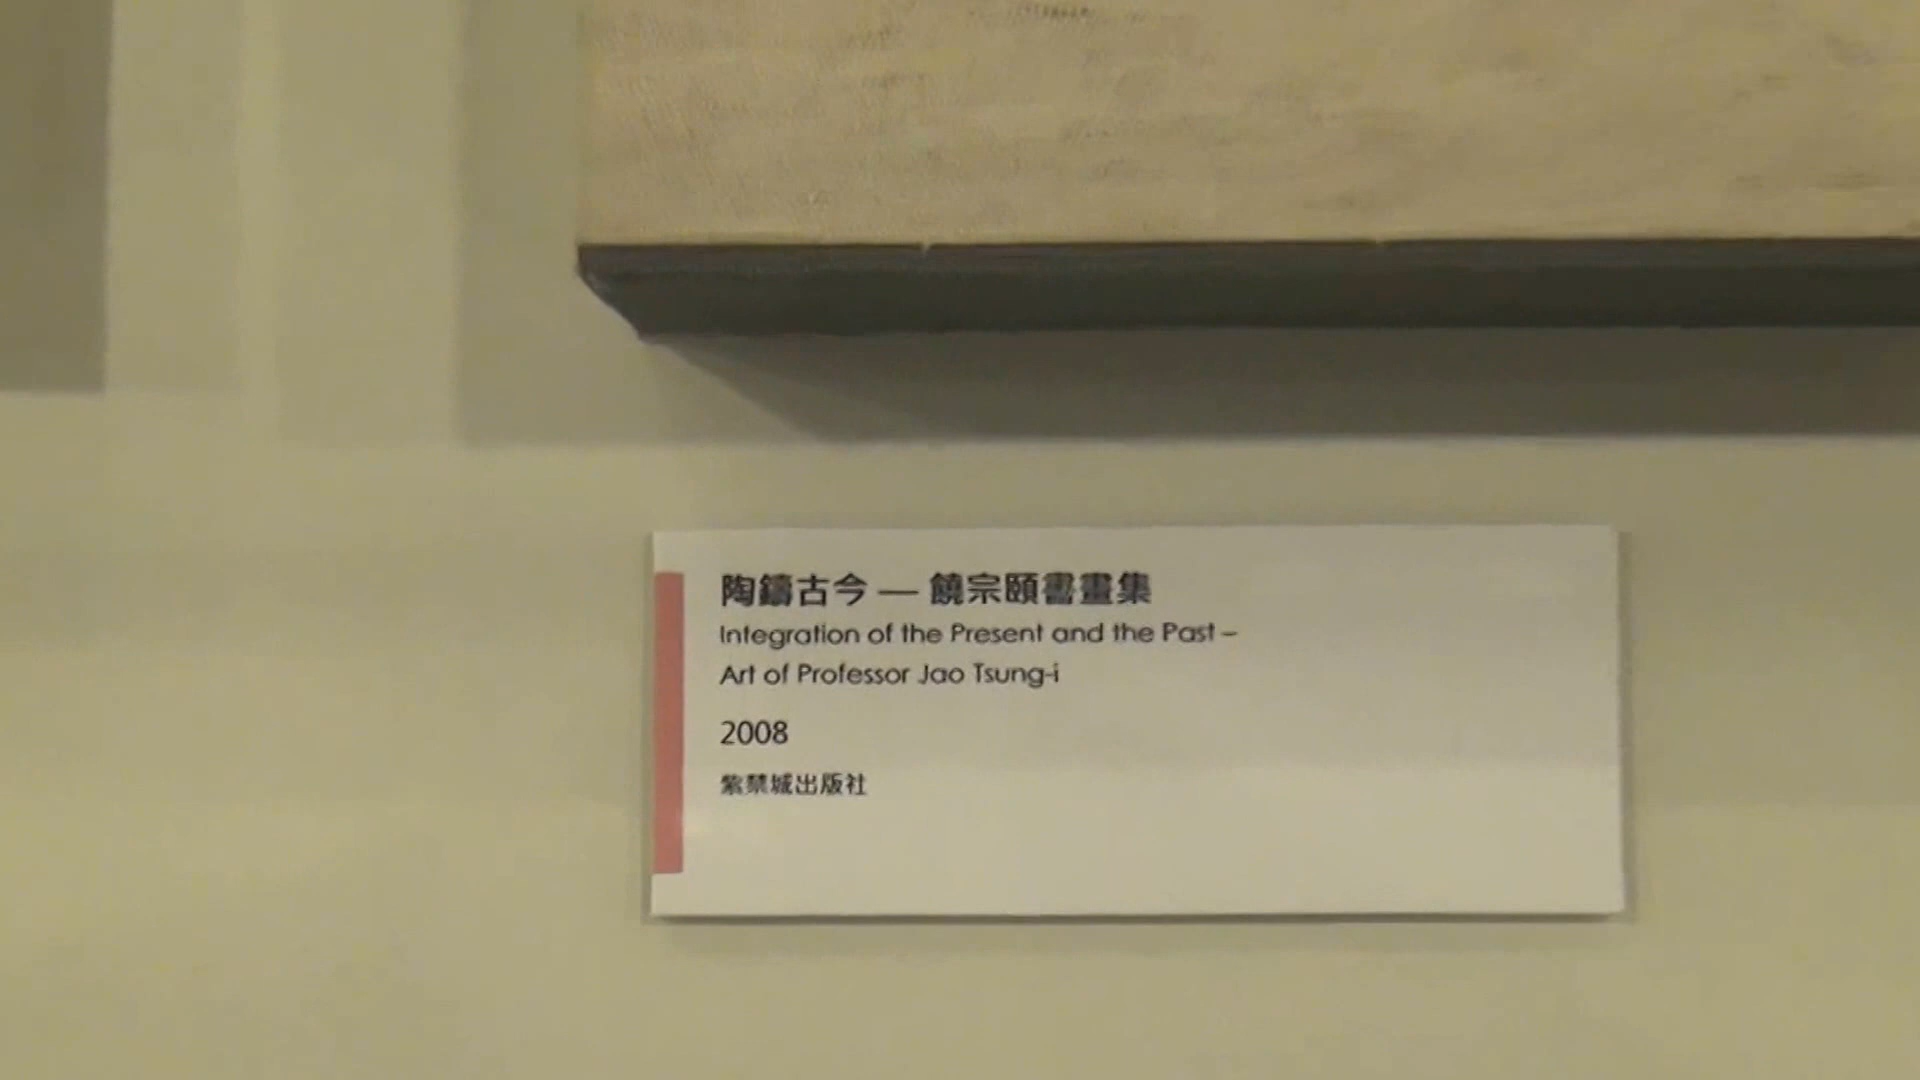 陶鑄古今 — 饒宗頤書畫集
Integration of the Present and the Past –
Art of Professor Jao Tsung-i
2008
紫禁城出版社